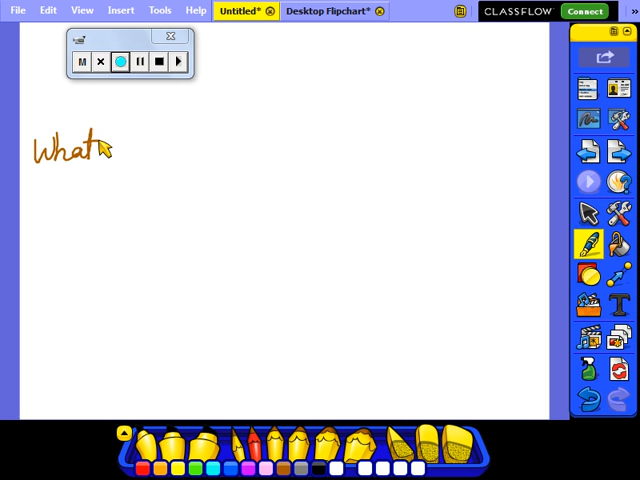 File Edit View Insert Tools Help Untitled* Desktop Flipchart* CLASSFLOW Connect »
M
What
T